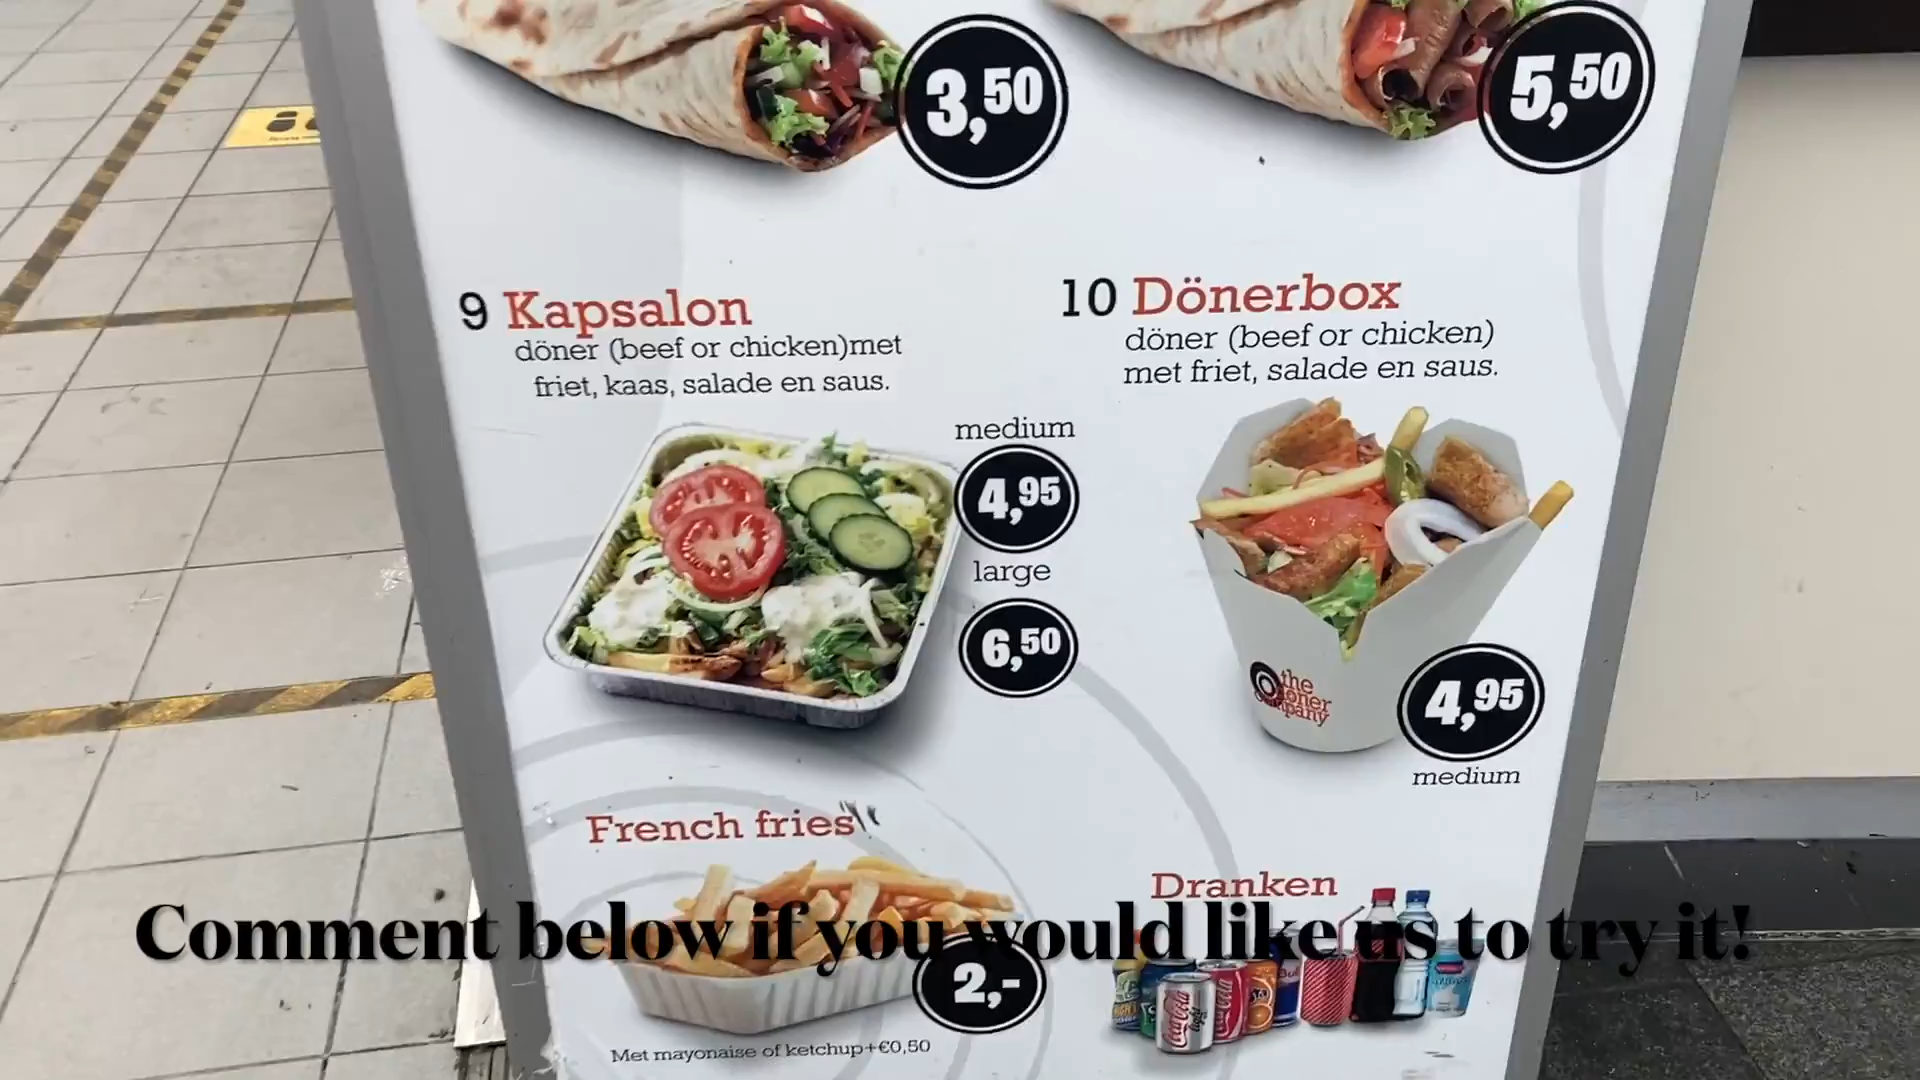 3,50
5,50
9 Kapsalon
döner (beef or chicken)met
friet, kaas, salade en saus.
medium
4,95
large
6,50
10 Dönerbox
döner (beef or chicken)
met friet, salade en saus.
the
döner
company
4,95
medium
French fries
2,-
Met mayonaise of ketchup+€0,50
Dranken
Coca-Cola
light
Comment below if you would like us to try it!